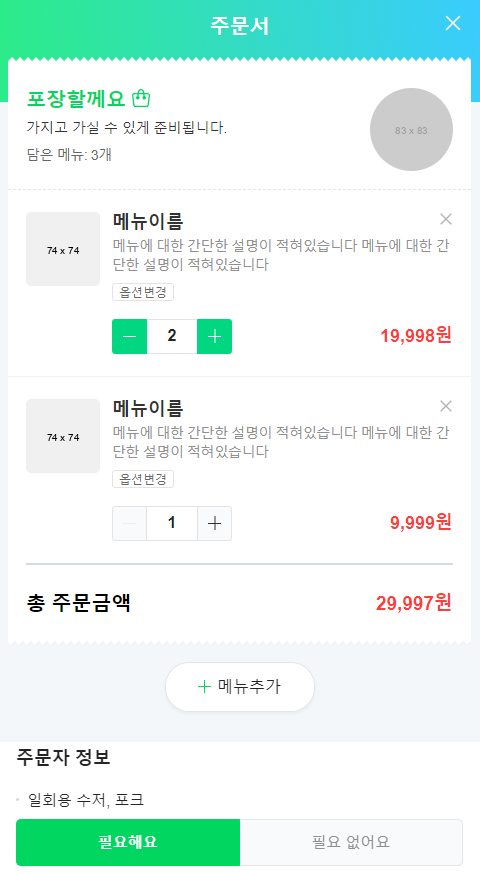 주문서
포장할께요
가지고 가실 수 있게 준비됩니다.
담은 메뉴: 3개
83 x 83
74 x 74
메뉴이름
메뉴에 대한 간단한 설명이 적혀있습니다 메뉴에 대한 간
단한 설명이 적혀있습니다
옵션변경
2
19,998원
74 x 74
메뉴이름
메뉴에 대한 간단한 설명이 적혀있습니다 메뉴에 대한 간
단한 설명이 적혀있습니다
옵션변경
1
9,999원
총 주문금액 29,997원
메뉴추가
주문자 정보
일회용 수저, 포크
필요해요 필요 없어요